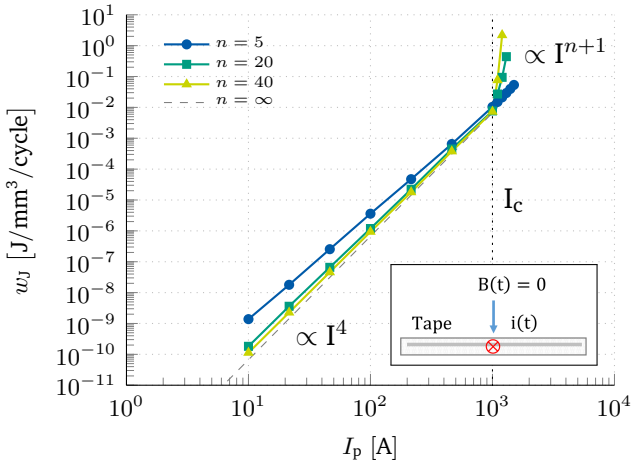 10^1
10^0
10^-1
10^-2
10^-3
10^-4
10^-5
10^-6
10^-7
10^-8
10^-9
10^-10
10^-11
w_J [J/mm^3/cycle]
n = 5
n = 20
n = 40
n = ∞
∝ I^{n+1}
I_c
∝ I^4
B(t) = 0
Tape i(t)
10^0 10^1 10^2 10^3 10^4
I_p [A]